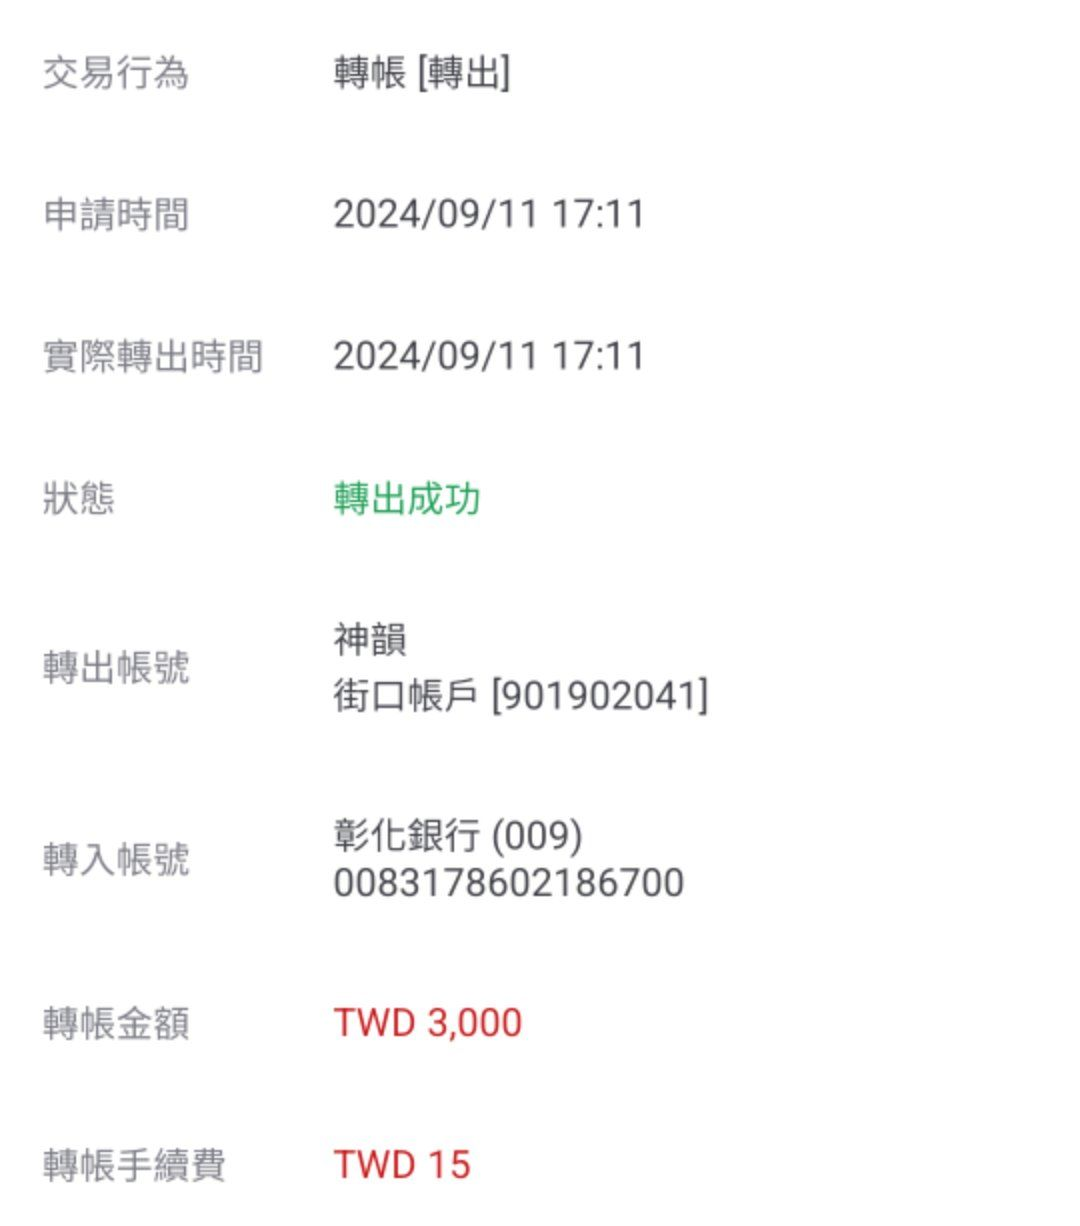 交易行為 轉帳 [轉出]
申請時間 2024/09/11 17:11
實際轉出時間 2024/09/11 17:11
狀態 轉出成功
轉出帳號 神韻
街口帳戶 [901902041]
轉入帳號 彰化銀行 (009)
0083178602186700
轉帳金額 TWD 3,000
轉帳手續費 TWD 15